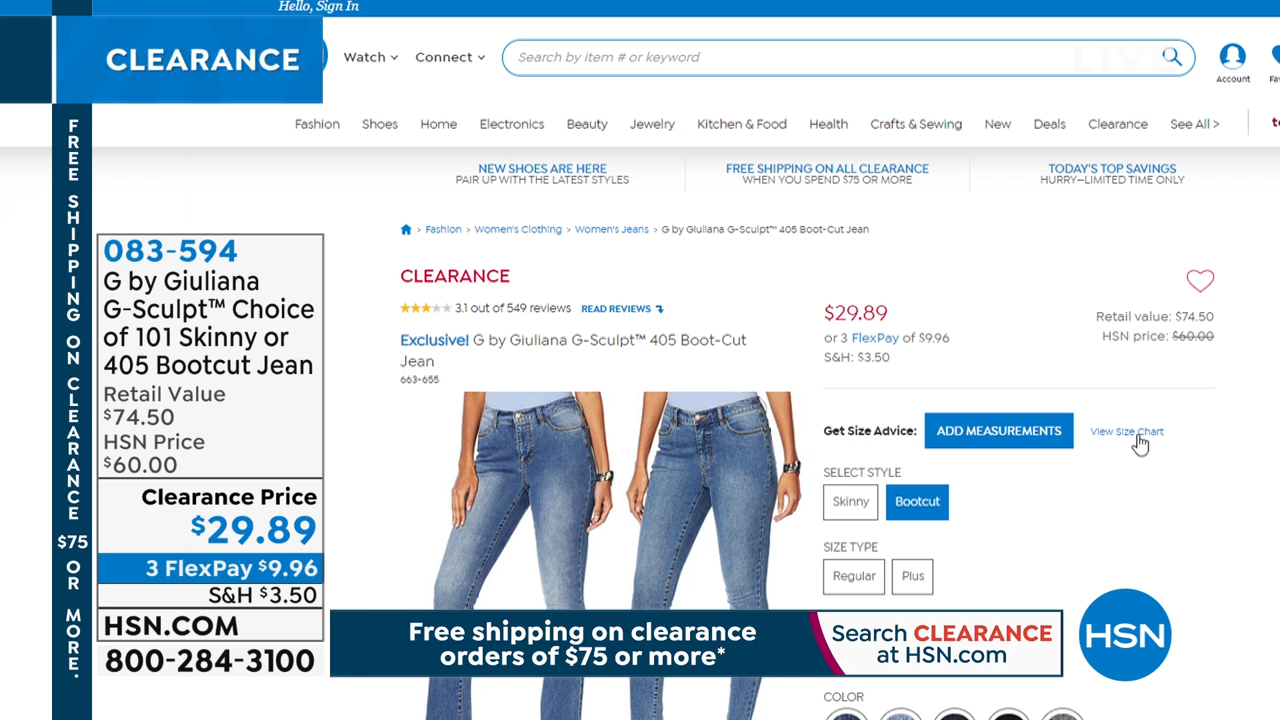 Hello, Sign In
CLEARANCE
Watch
Connect
Search by item # or keyword
LIVE
Account
Fashion
Shoes
Home
Electronics
Beauty
Jewelry
Kitchen & Food
Health
Crafts & Sewing
New
Deals
Clearance
See All >
FREE SHIPPING ON CLEARANCE $75 OR MORE.
NEW SHOES ARE HERE
PAIR UP WITH THE LATEST STYLES
FREE SHIPPING ON ALL CLEARANCE
WHEN YOU SPEND $75 OR MORE
TODAY'S TOP SAVINGS
HURRY—LIMITED TIME ONLY
083-594
G by Giuliana
G-Sculpt™ Choice
of 101 Skinny or
405 Bootcut Jean
Retail Value
$74.50
HSN Price
$60.00
Clearance Price
$29.89
3 FlexPay $9.96
S&H $3.50
HSN.COM
800-284-3100
> Fashion > Women's Clothing > Women's Jeans > G by Giuliana G-Sculpt™ 405 Boot-Cut Jean
CLEARANCE
3.1 out of 549 reviews READ REVIEWS
Exclusive! G by Giuliana G-Sculpt™ 405 Boot-Cut
Jean
663-655
$29.89
or 3 FlexPay of $9.96
S&H: $3.50
Retail value: $74.50
HSN price: $60.00
Get Size Advice:
ADD MEASUREMENTS
View Size Chart
SELECT STYLE
Skinny
Bootcut
SIZE TYPE
Regular
Plus
COLOR
Free shipping on clearance
orders of $75 or more*
Search CLEARANCE
at HSN.com
HSN